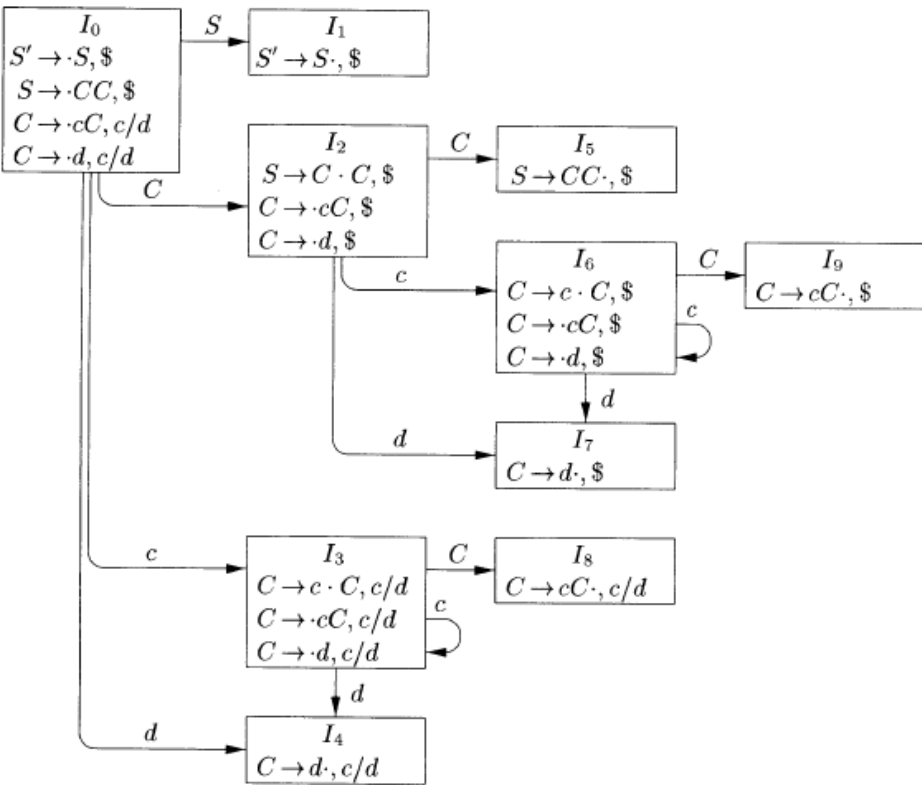 I₀
S′ → ·S, $
S → ·CC, $
C → ·cC, c/d
C → ·d, c/d
S
I₁
S′ → S·, $
C
I₂
S → C · C, $
C → ·cC, $
C → ·d, $
C
I₅
S → CC·, $
c
I₆
C → c · C, $
C → ·cC, $
C → ·d, $
C
I₉
C → cC·, $
c
d
d
I₇
C → d·, $
c
I₃
C → c · C, c/d
C → ·cC, c/d
C → ·d, c/d
C
I₈
C → cC·, c/d
c
d
d
I₄
C → d·, c/d